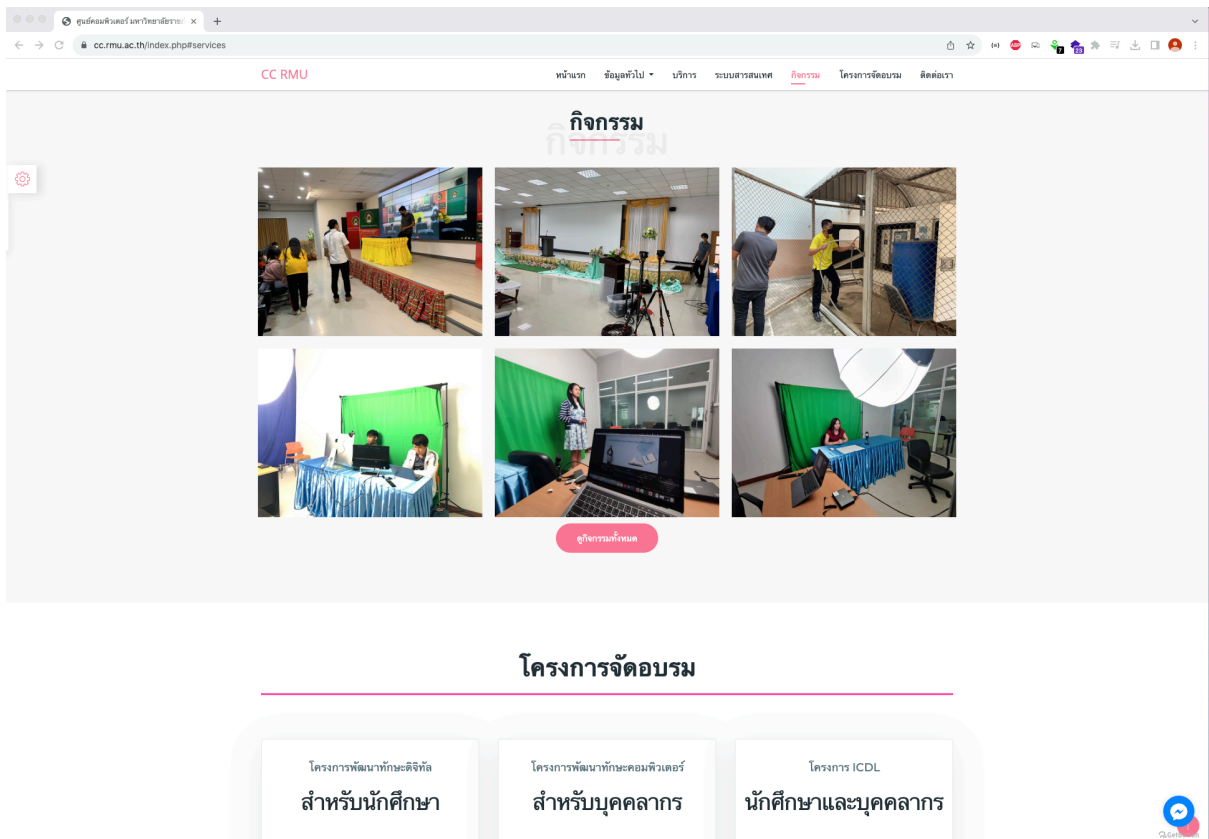 ศูนย์คอมพิวเตอร์ มหาวิทยาลัยราชภ
cc.rmu.ac.th/index.php#services
ABP
7
23
CC RMU
หน้าแรก ข้อมูลทั่วไป บริการ ระบบสารสนเทศ กิจกรรม โครงการจัดอบรม ติดต่อเรา
กิจกรรม
กิจกรรม
ดูกิจกรรมทั้งหมด
โครงการจัดอบรม
โครงการพัฒนาทักษะดิจิทัล โครงการพัฒนาทักษะคอมพิวเตอร์ โครงการ ICDL
สำหรับนักศึกษา สำหรับบุคคลากร นักศึกษาและบุคคลากร